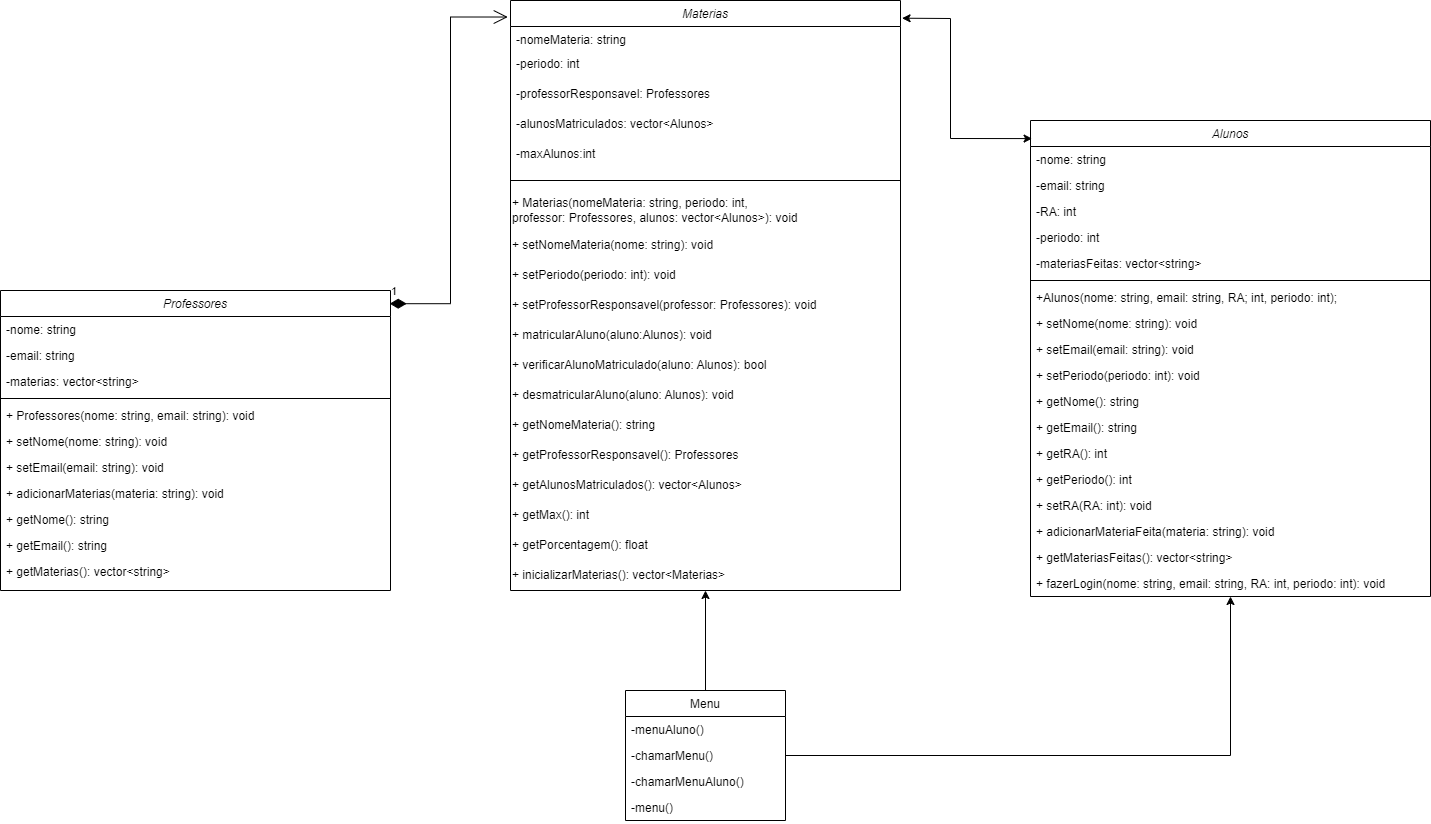 Materias
-nomeMateria: string
-periodo: int
-professorResponsavel: Professores
-alunosMatriculados: vector<Alunos>
-maxAlunos:int
+ Materias(nomeMateria: string, periodo: int,
professor: Professores, alunos: vector<Alunos>): void
+ setNomeMateria(nome: string): void
+ setPeriodo(periodo: int): void
+ setProfessorResponsavel(professor: Professores): void
+ matricularAluno(aluno:Alunos): void
+ verificarAlunoMatriculado(aluno: Alunos): bool
+ desmatricularAluno(aluno: Alunos): void
+ getNomeMateria(): string
+ getProfessorResponsavel(): Professores
+ getAlunosMatriculados(): vector<Alunos>
+ getMax(): int
+ getPorcentagem(): float
+ inicializarMaterias(): vector<Materias>
Alunos
-nome: string
-email: string
-RA: int
-periodo: int
-materiasFeitas: vector<string>
+Alunos(nome: string, email: string, RA; int, periodo: int);
+ setNome(nome: string): void
+ setEmail(email: string): void
+ setPeriodo(periodo: int): void
+ getNome(): string
+ getEmail(): string
+ getRA(): int
+ getPeriodo(): int
+ setRA(RA: int): void
+ adicionarMateriaFeita(materia: string): void
+ getMateriasFeitas(): vector<string>
+ fazerLogin(nome: string, email: string, RA: int, periodo: int): void
1
Professores
-nome: string
-email: string
-materias: vector<string>
+ Professores(nome: string, email: string): void
+ setNome(nome: string): void
+ setEmail(email: string): void
+ adicionarMaterias(materia: string): void
+ getNome(): string
+ getEmail(): string
+ getMaterias(): vector<string>
Menu
-menuAluno()
-chamarMenu()
-chamarMenuAluno()
-menu()